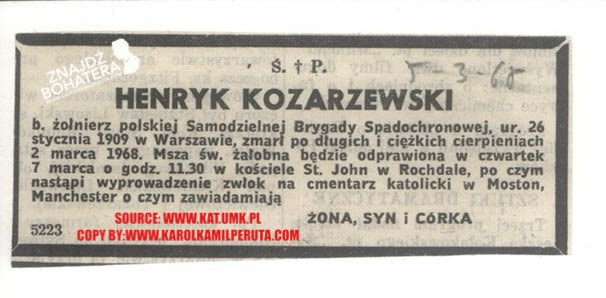 ZNAJDŹ
BOHATERA
Ś. † P.
5-3-68
HENRYK KOZARZEWSKI
b. żołnierz polskiej Samodzielnej Brygady Spadochronowej, ur. 26
stycznia 1909 w Warszawie, zmarł po długich i ciężkich cierpieniach
2 marca 1968. Msza św. żałobna będzie odprawiona w czwartek
7 marca o godz. 11.30 w kościele St. John w Rochdale, po czym
nastąpi wyprowadzenie zwłok na cmentarz katolicki w Moston,
Manchester o czym zawiadamiają
ŻONA, SYN i CÓRKA
SOURCE: WWW.KAT.UMK.PL
5223
COPY BY:WWW.KAROLKAMILPERUTA.COM